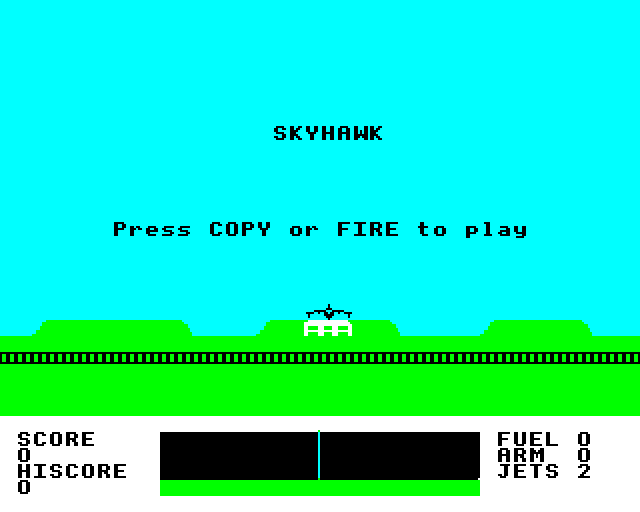 SKYHAWK
Press COPY or FIRE to play
SCORE
0
HISCORE
0
FUEL 0
ARM 0
JETS 2